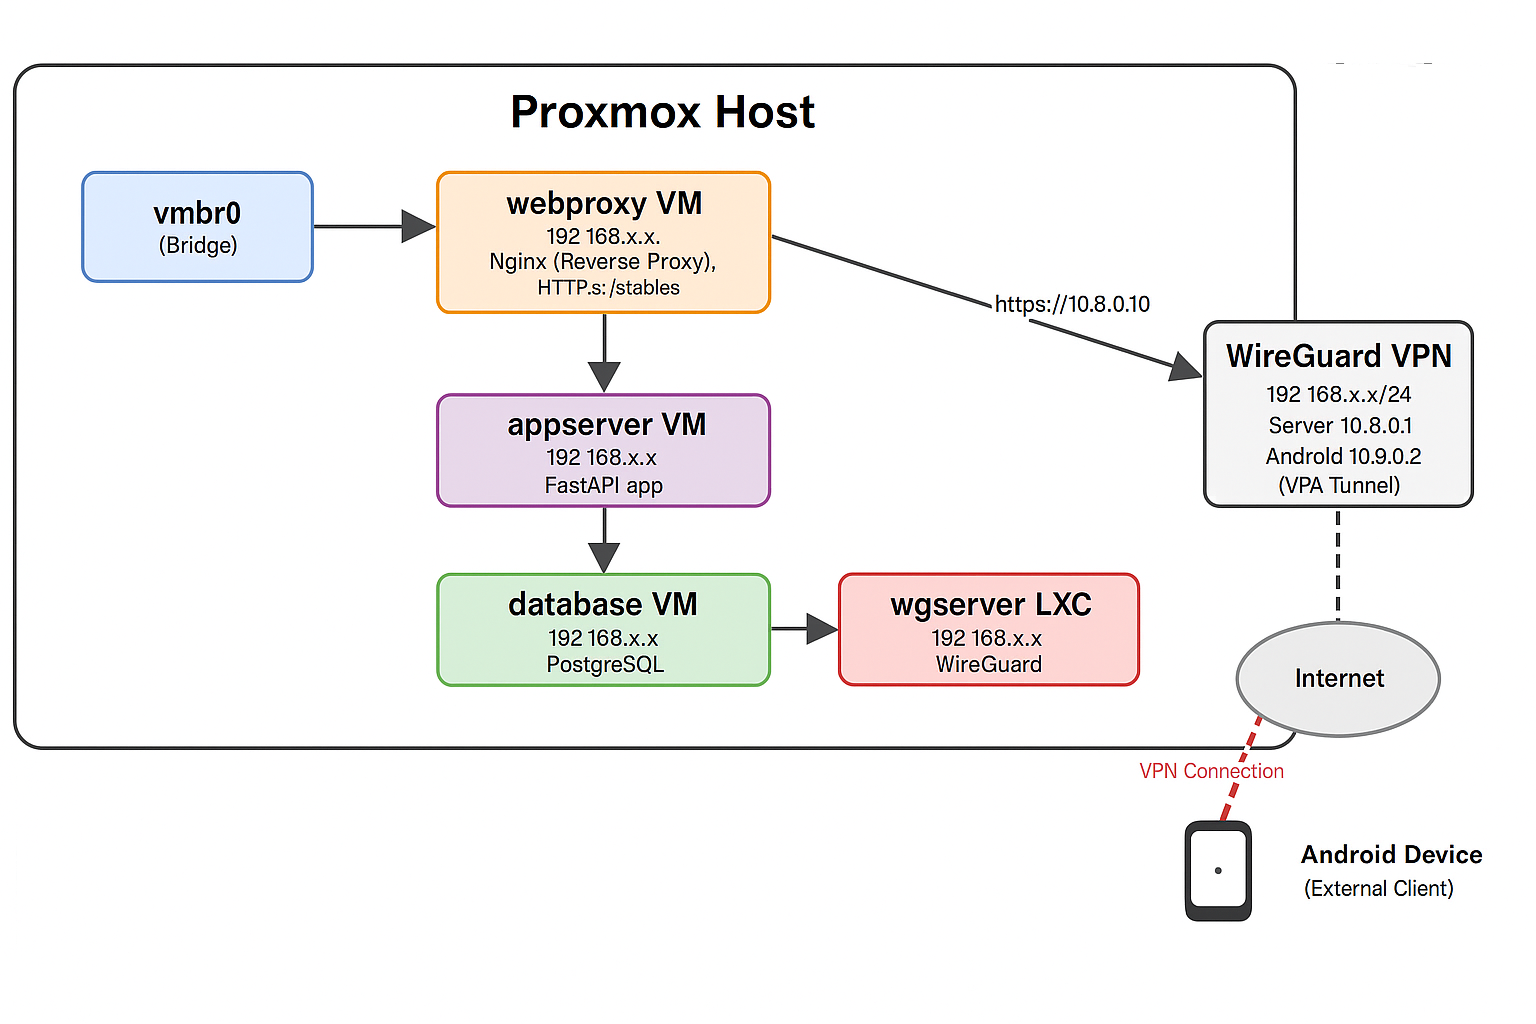 Proxmox Host
vmbr0
(Bridge)
webproxy VM
192 168.x.x.
Nginx (Reverse Proxy),
HTTP.s:/stables
https://10.8.0.10
WireGuard VPN
192 168.x.x/24
Server 10.8.0.1
Android 10.9.0.2
(VPA Tunnel)
appserver VM
192 168.x.x
FastAPI app
database VM
192 168.x.x
PostgreSQL
wgserver LXC
192 168.x.x
WireGuard
Internet
VPN Connection
Android Device
(External Client)